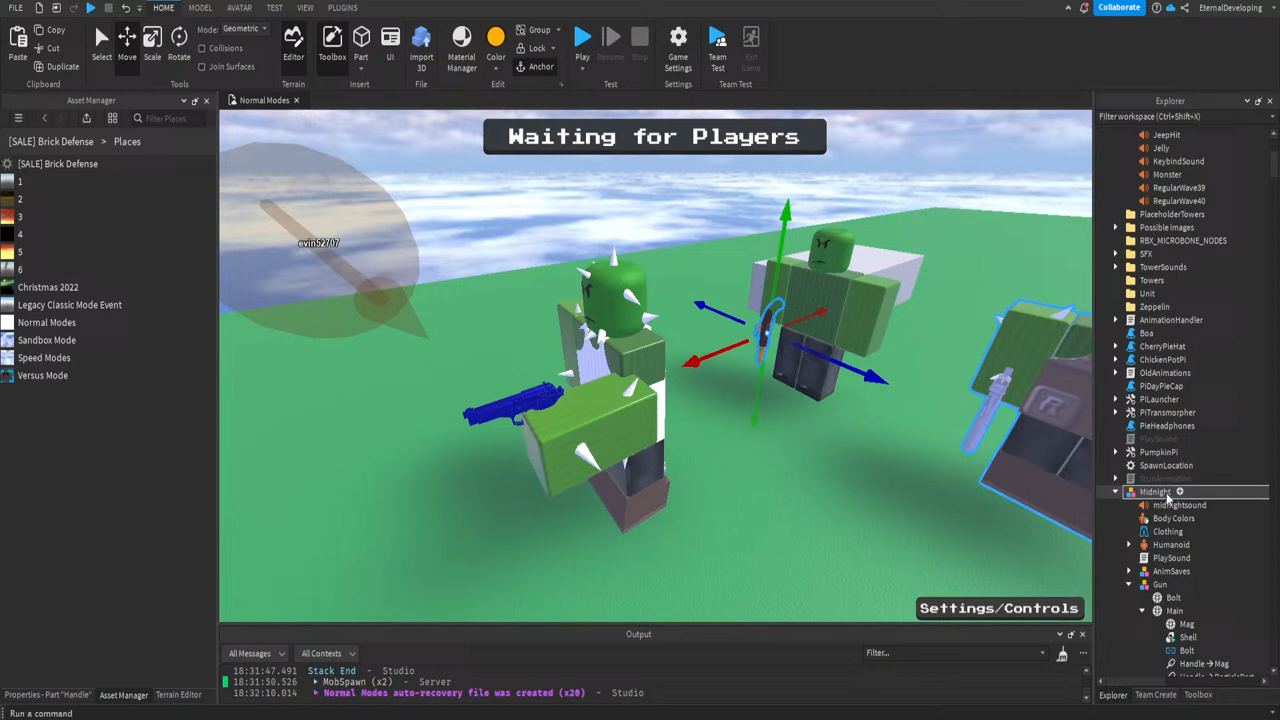 FILE HOME MODEL AVATAR TEST VIEW PLUGINS Collaborate EternalDeveloping
Paste Copy Cut Duplicate Clipboard
Select Move Scale Rotate Mode: Geometric Collisions Join Surfaces Tools
Editor Terrain
Toolbox Part UI Insert
Import 3D File
Material Manager Color Group Lock Anchor Edit
Play Resume Stop Test
Game Settings Settings
Team Test Exit Game Team Test
Asset Manager
Filter Places
[SALE] Brick Defense > Places
[SALE] Brick Defense
1
2
3
4
5
6
Christmas 2022
Legacy Classic Mode Event
Normal Modes
Sandbox Mode
Speed Modes
Versus Mode
Properties - Part "Handle" Asset Manager Terrain Editor
Run a command
Normal Modes
Waiting for Players
evin52707
Settings/Controls
Output
All Messages All Contexts Filter...
18:31:47.491 Stack End - Studio
18:31:50.526 MobSpawn (x2) - Server
18:32:10.014 Normal Modes auto-recovery file was created (x20) - Studio
Explorer
Filter workspace (Ctrl+Shift+X)
JeepHit
Jelly
KeybindSound
Monster
RegularWave39
RegularWave40
PlaceholderTowers
Possible Images
RBX_MICROBONE_NODES
SFX
TowerSounds
Towers
Unit
Zeppelin
AnimationHandler
Boa
CherryPieHat
ChickenPotPi
OldAnimations
PiDayPieCap
PiLauncher
PiTransmorpher
PieHeadphones
PlaySound
PumpkinPi
SpawnLocation
StunAnimation
Midnight
midnightsound
Body Colors
Clothing
Humanoid
PlaySound
AnimSaves
Gun
Bolt
Main
Mag
Shell
Bolt
Handle->Mag
Explorer Team Create Toolbox